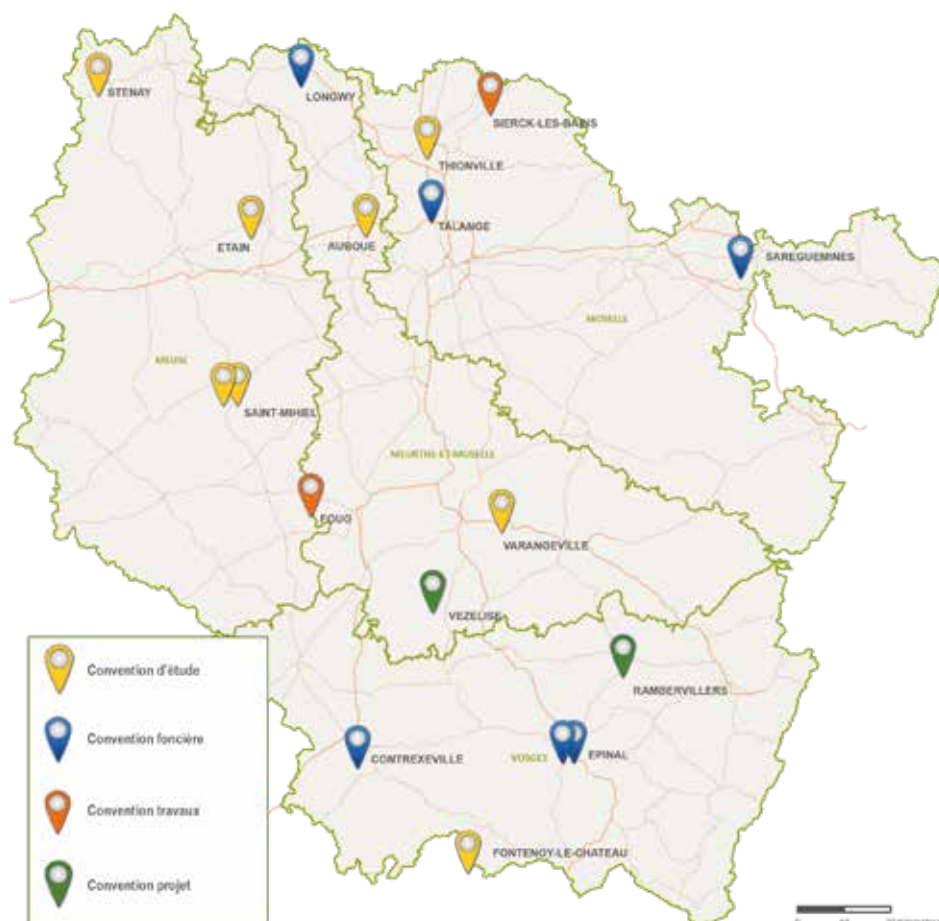 STENAY
LONGWY
SIERCK-LES-BAINS
THIONVILLE
TALANGE
ETAIN
AUBOUE
SAREGUEMINES
MOSELLE
MEUSE
SAINT-MIHIEL
MEURTHE-ET-MOSELLE
FOUG
VARANGEVILLE
VEZELISE
RAMBERVILLERS
CONTREXEVILLE
VOSGES
EPINAL
FONTENOY-LE-CHATEAU
Convention d'étude
Convention foncière
Convention travaux
Convention projet